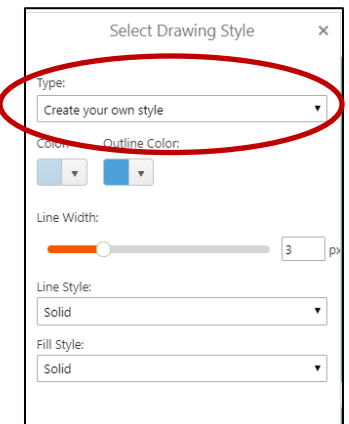 Select Drawing Style ×
Type:
Create your own style
Color: Outline Color:
Line Width:
3 px
Line Style:
Solid
Fill Style:
Solid